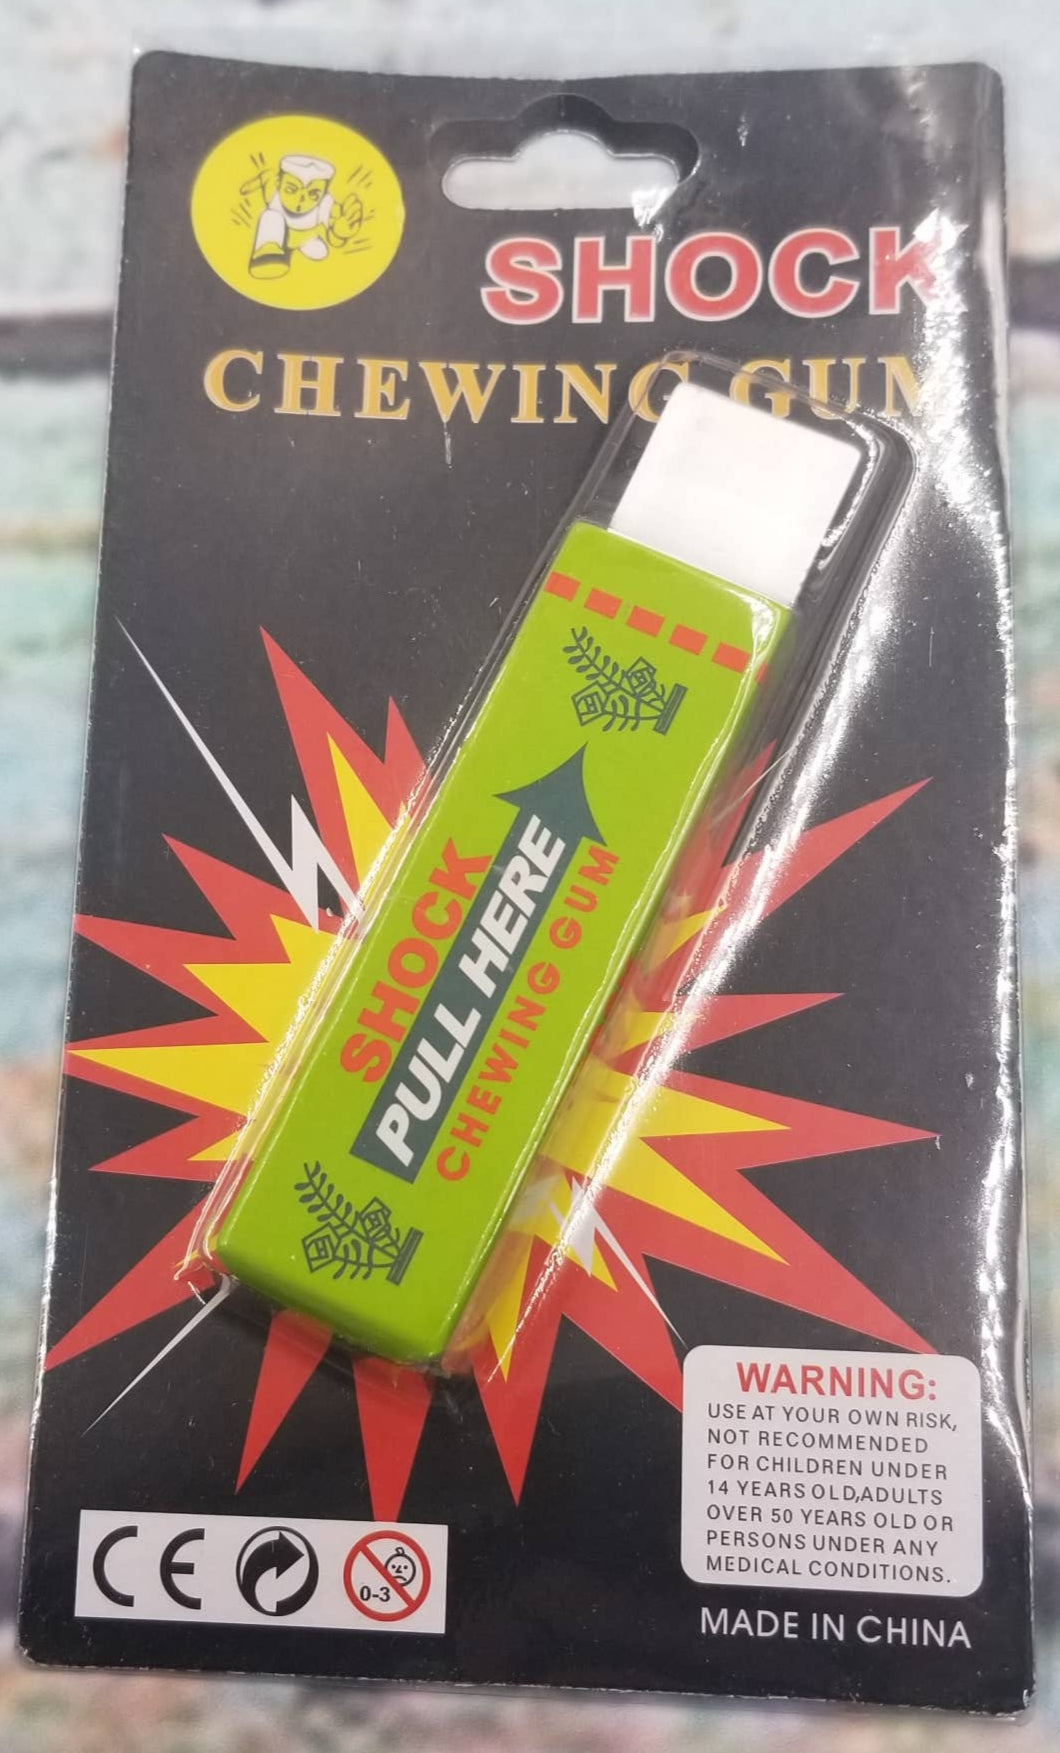 SHOCK
CHEWING GUM
SHOCK
PULL HERE
CHEWING GUM
WARNING:
USE AT YOUR OWN RISK,
NOT RECOMMENDED
FOR CHILDREN UNDER
14 YEARS OLD,ADULTS
OVER 50 YEARS OLD OR
PERSONS UNDER ANY
MEDICAL CONDITIONS.
CE
0-3
MADE IN CHINA